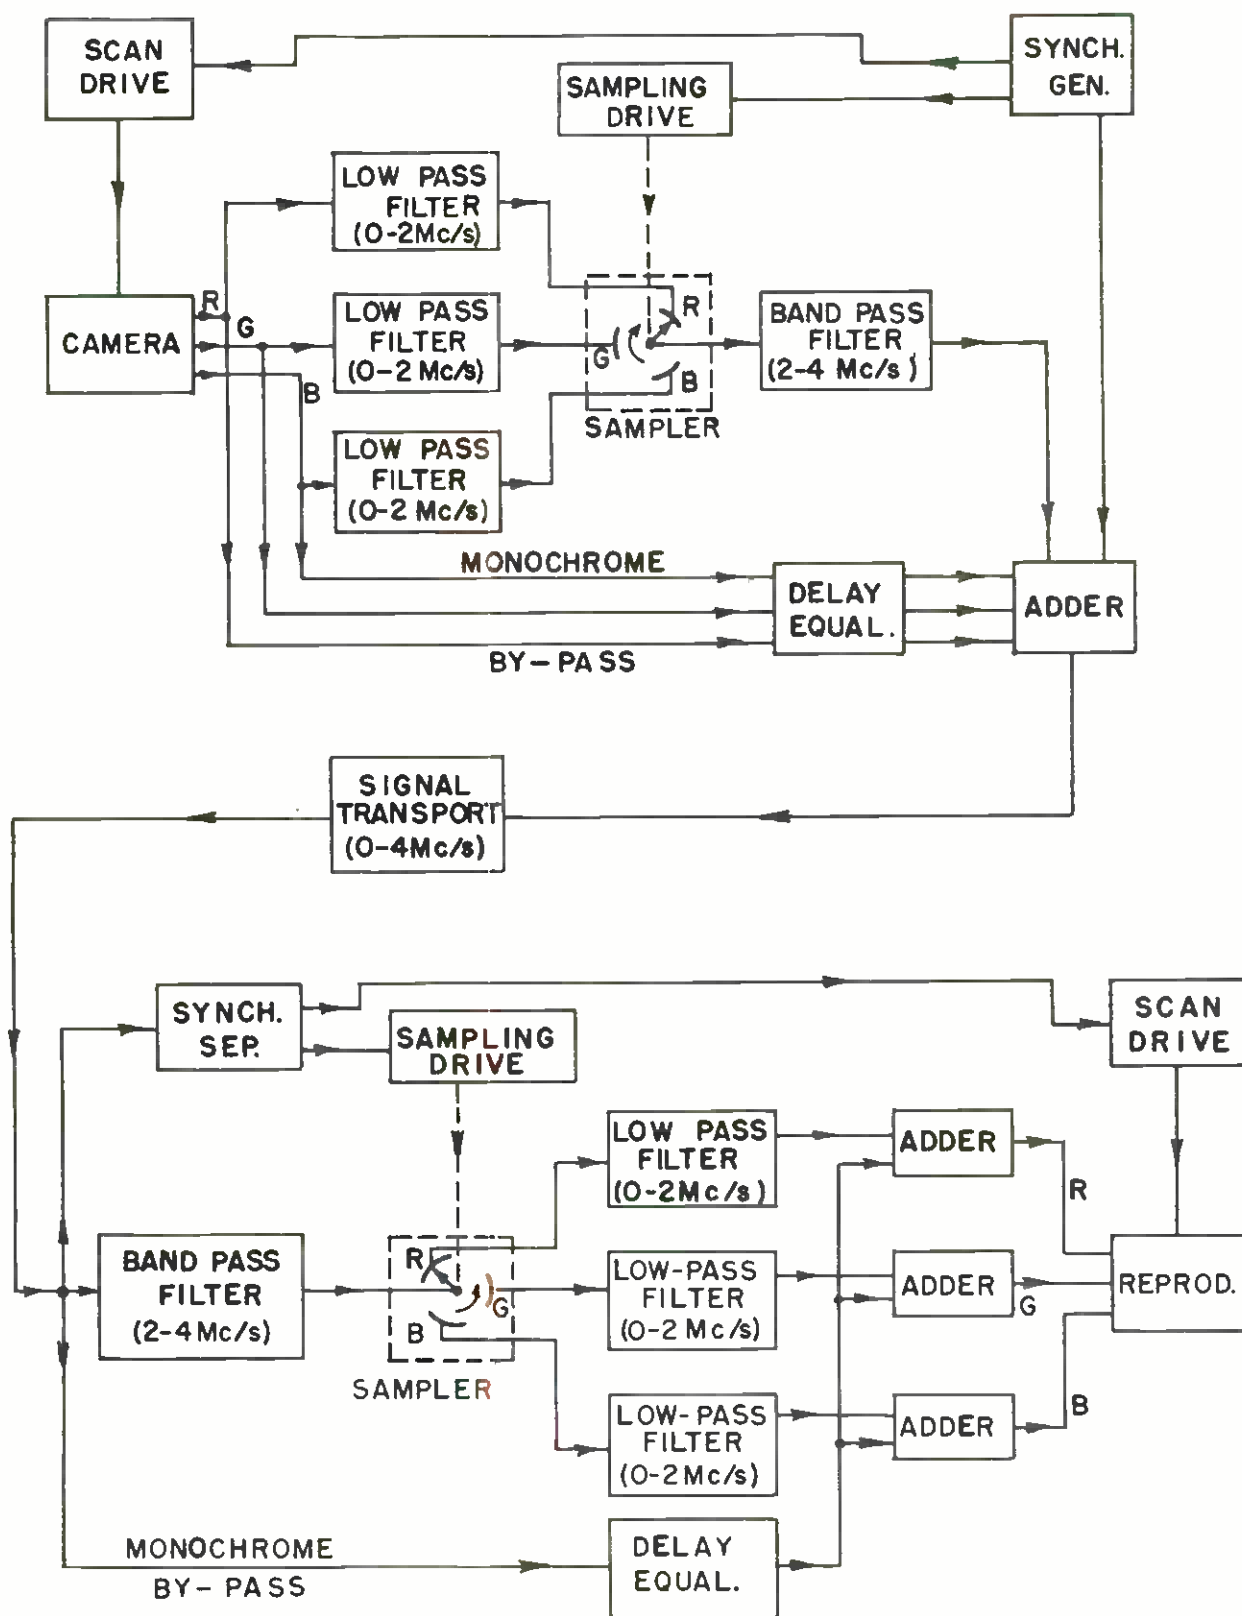 SCAN
DRIVE
SYNCH.
GEN.
SAMPLING
DRIVE
LOW PASS
FILTER
(0-2Mc/s)
CAMERA
R
G
B
LOW PASS
FILTER
(0-2 Mc/s)
LOW PASS
FILTER
(0-2 Mc/s)
R
G
B
SAMPLER
BAND PASS
FILTER
(2-4 Mc/s)
MONOCHROME
BY-PASS
DELAY
EQUAL.
ADDER
SIGNAL
TRANSPORT
(0-4Mc/s)
SYNCH.
SEP.
SAMPLING
DRIVE
SCAN
DRIVE
BAND PASS
FILTER
(2-4Mc/s)
R
G
B
SAMPLER
LOW PASS
FILTER
(0-2Mc/s)
LOW-PASS
FILTER
(0-2 Mc/s)
LOW-PASS
FILTER
(0-2Mc/s)
ADDER
ADDER
ADDER
R
G
B
REPROD.
MONOCHROME
BY-PASS
DELAY
EQUAL.